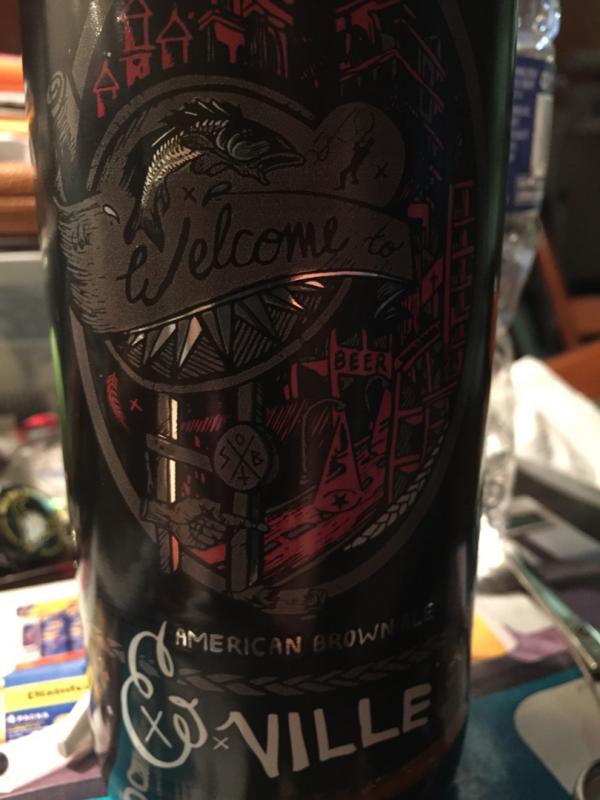 Welcome to
BEER
S O B A
AMERICAN BROWN ALE
VILLE